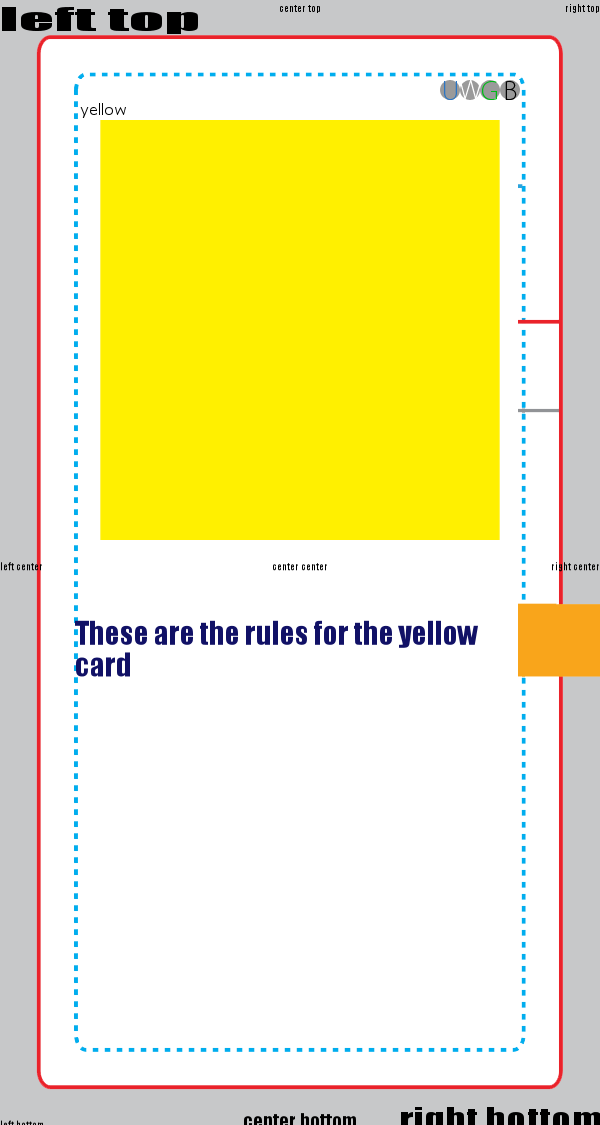 left top
center top
right top
UWGB
yellow
left center
center center
right center
These are the rules for the yellow
card
left bottom
center bottom
right bottom